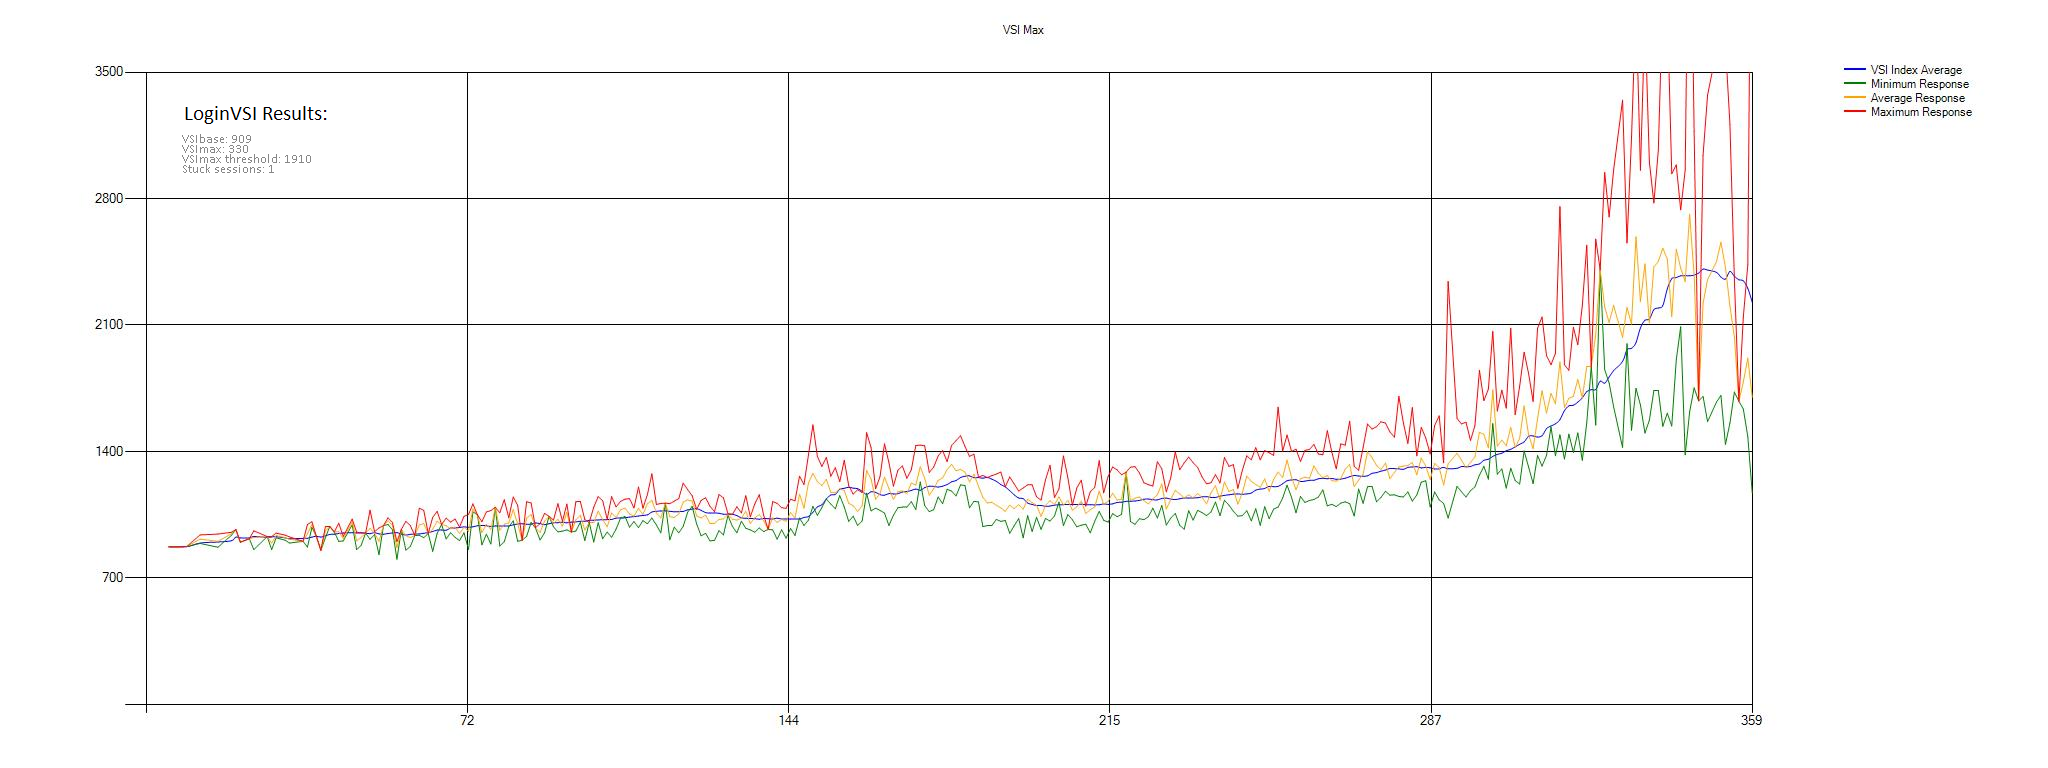 VSI Max
3500
2800
2100
1400
700
LoginVSI Results:
VSIbase: 909
VSImax: 330
VSImax threshold: 1910
Stuck sessions: 1
VSI Index Average
Minimum Response
Average Response
Maximum Response
72
144
215
287
359